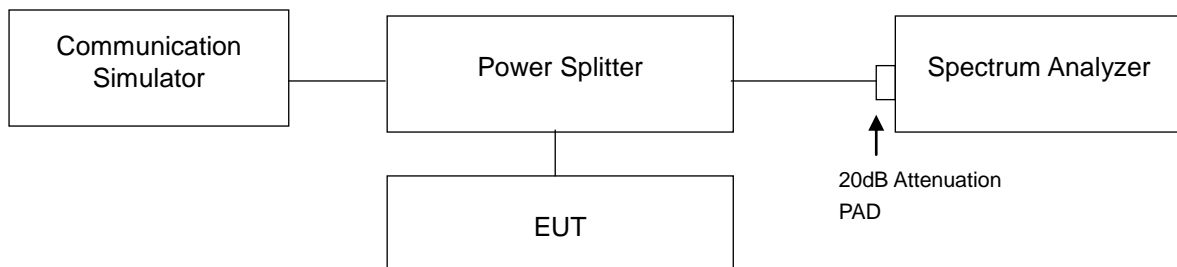 Communication
Simulator
Power Splitter
Spectrum Analyzer
20dB Attenuation
PAD
EUT